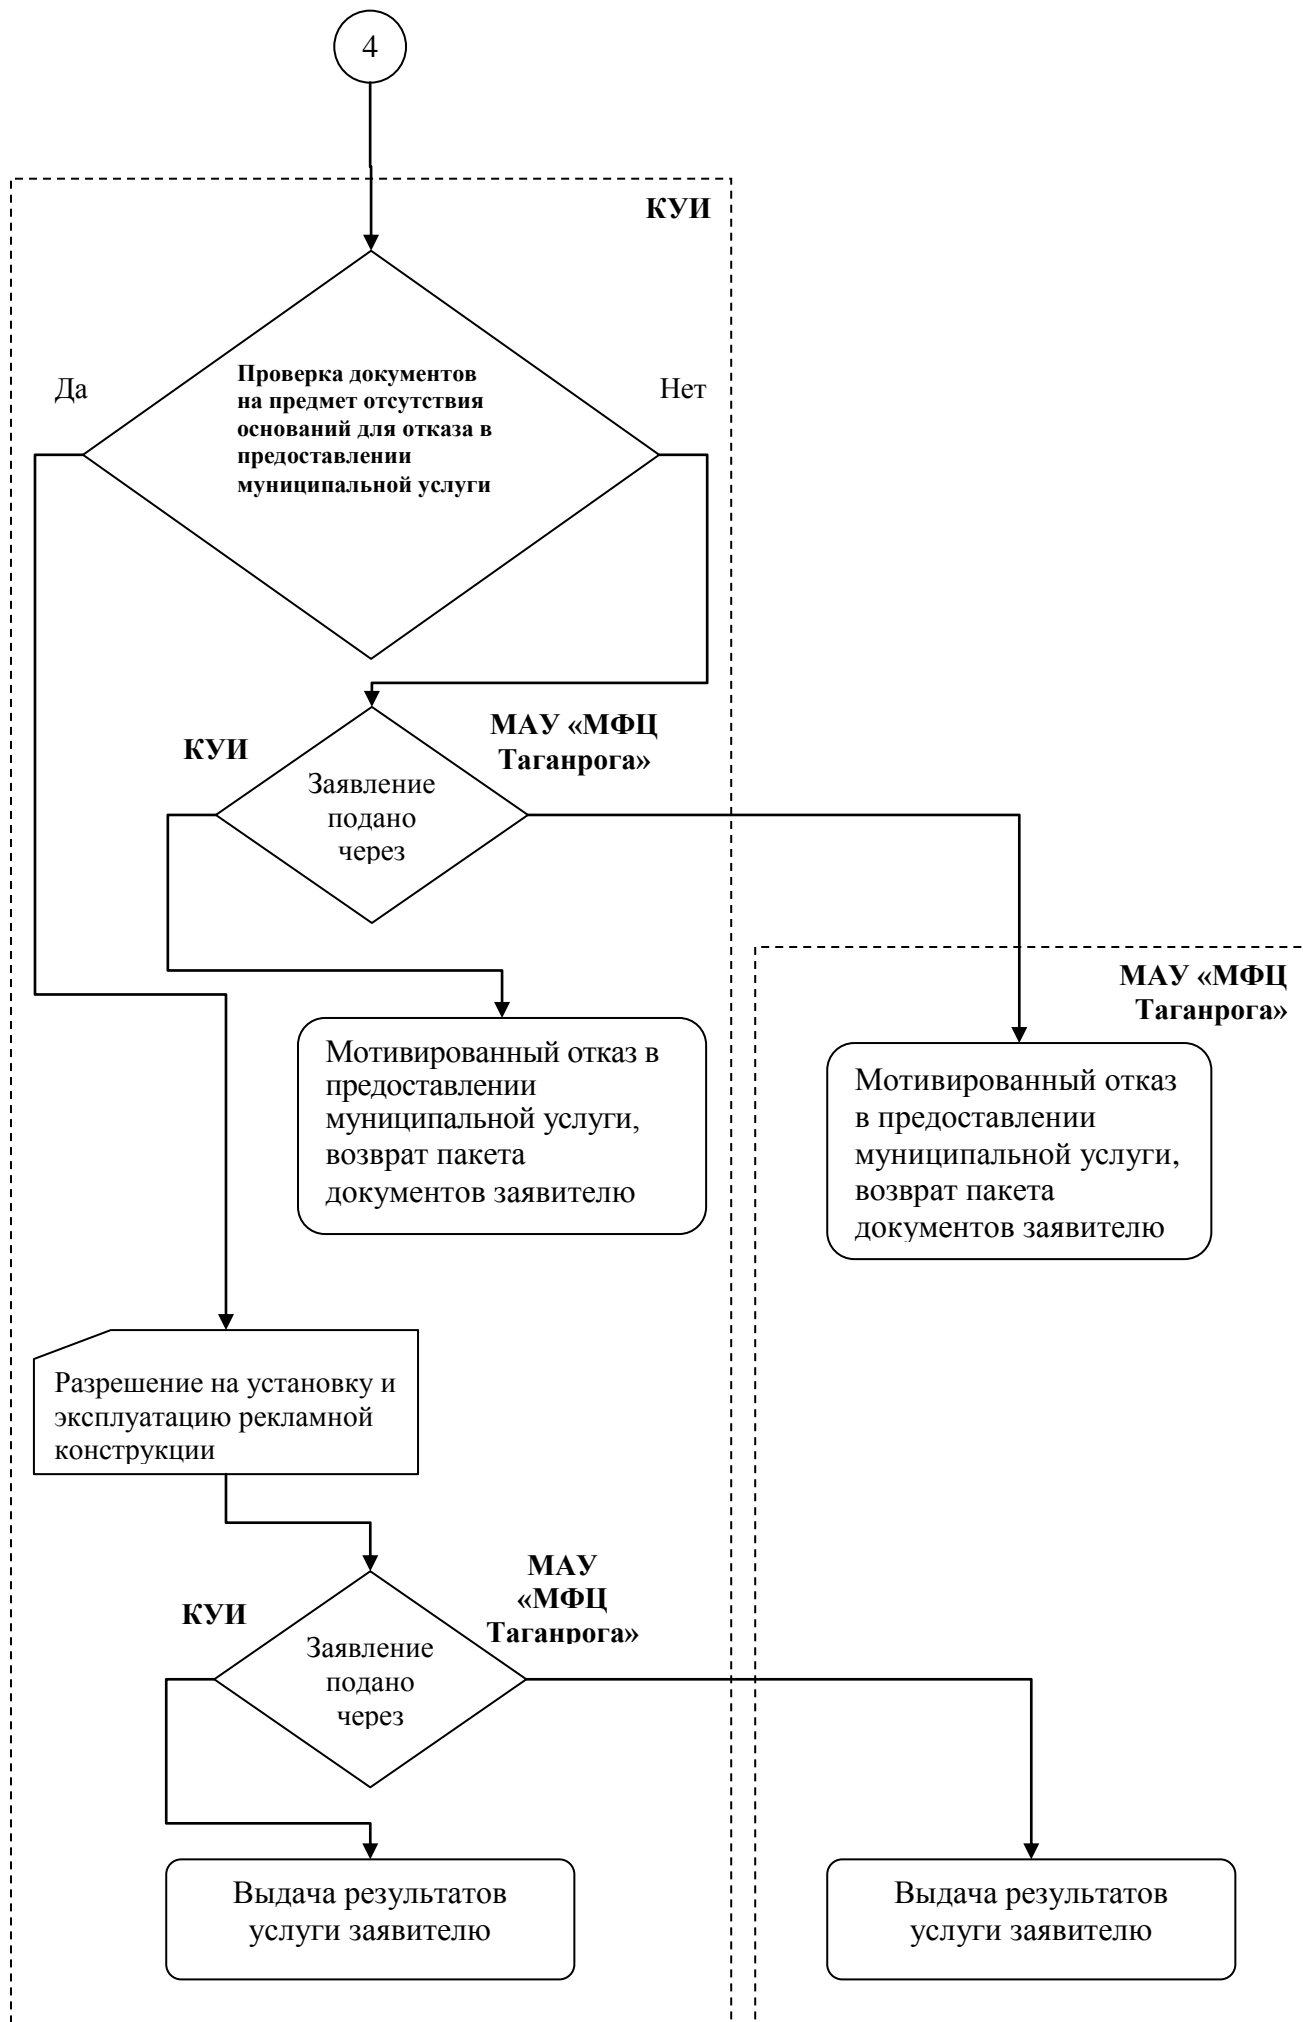 4
КУИ
Да
Проверка документов
на предмет отсутствия
оснований для отказа в
предоставлении
муниципальной услуги
Нет
КУИ
МАУ «МФЦ
Таганрога»
Заявление
подано
через
МАУ «МФЦ
Таганрога»
Мотивированный отказ в
предоставлении
муниципальной услуги,
возврат пакета
документов заявителю
Мотивированный отказ
в предоставлении
муниципальной услуги,
возврат пакета
документов заявителю
Разрешение на установку и
эксплуатацию рекламной
конструкции
КУИ
МАУ
«МФЦ
Таганрога»
Заявление
подано
через
Выдача результатов
услуги заявителю
Выдача результатов
услуги заявителю